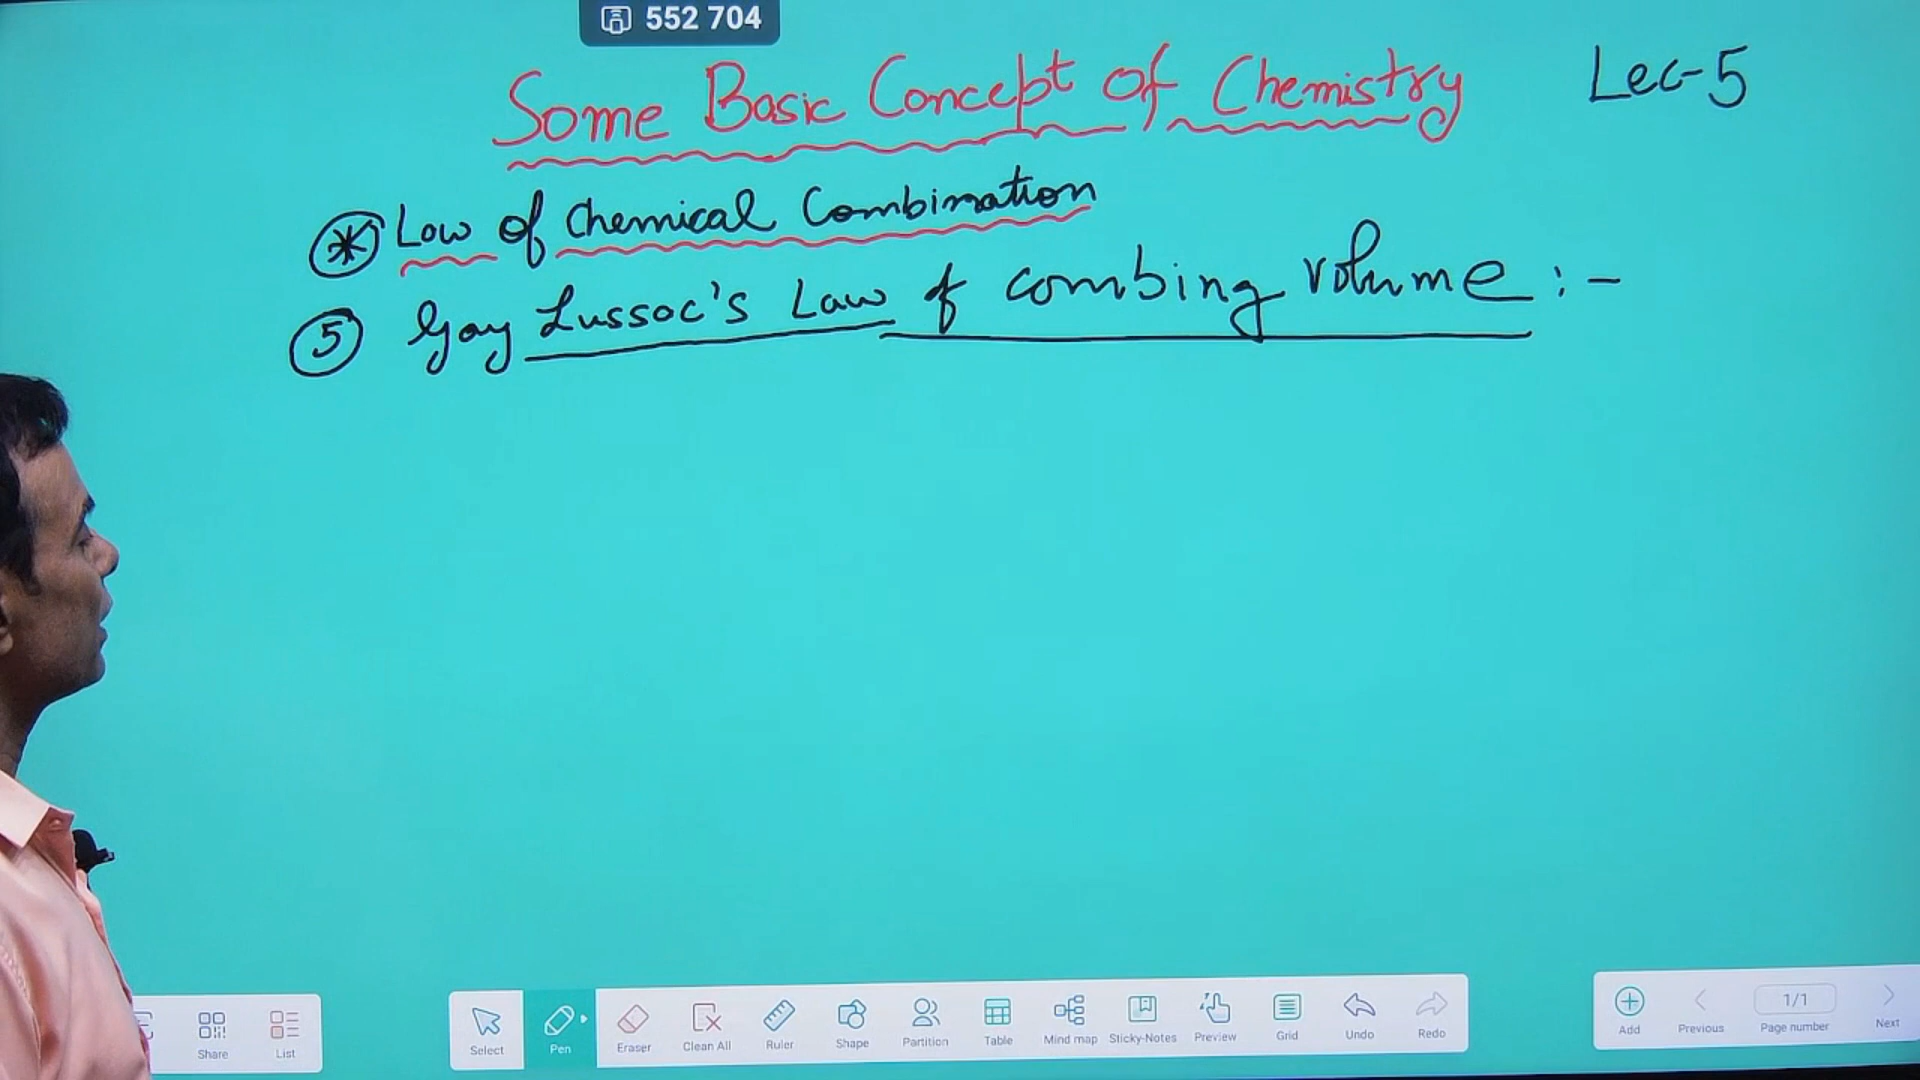 552 704
Some Basic Concept of Chemistry Lec-5
* Law of Chemical Combination
5 Gay Lussac's Law of combing volume :-
Share
List
Select
Pen
Eraser
Clean All
Ruler
Shape
Partition
Table
Mind map
Sticky-Notes
Preview
Grid
Undo
Redo
Add
Previous
1/1
Page number
Next